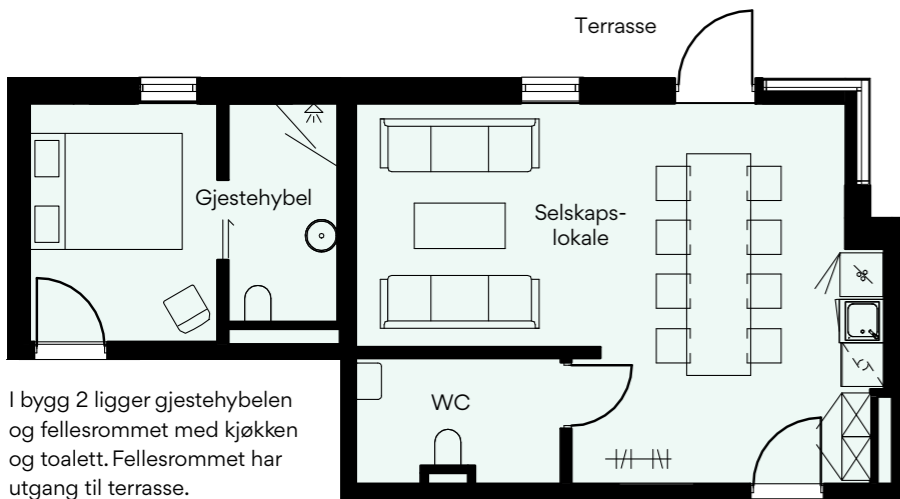 Terrasse
Gjestehybel
Selskaps-
lokale
WC
I bygg 2 ligger gjestehybelen
og fellesrommet med kjøkken
og toalett. Fellesrommet har
utgang til terrasse.